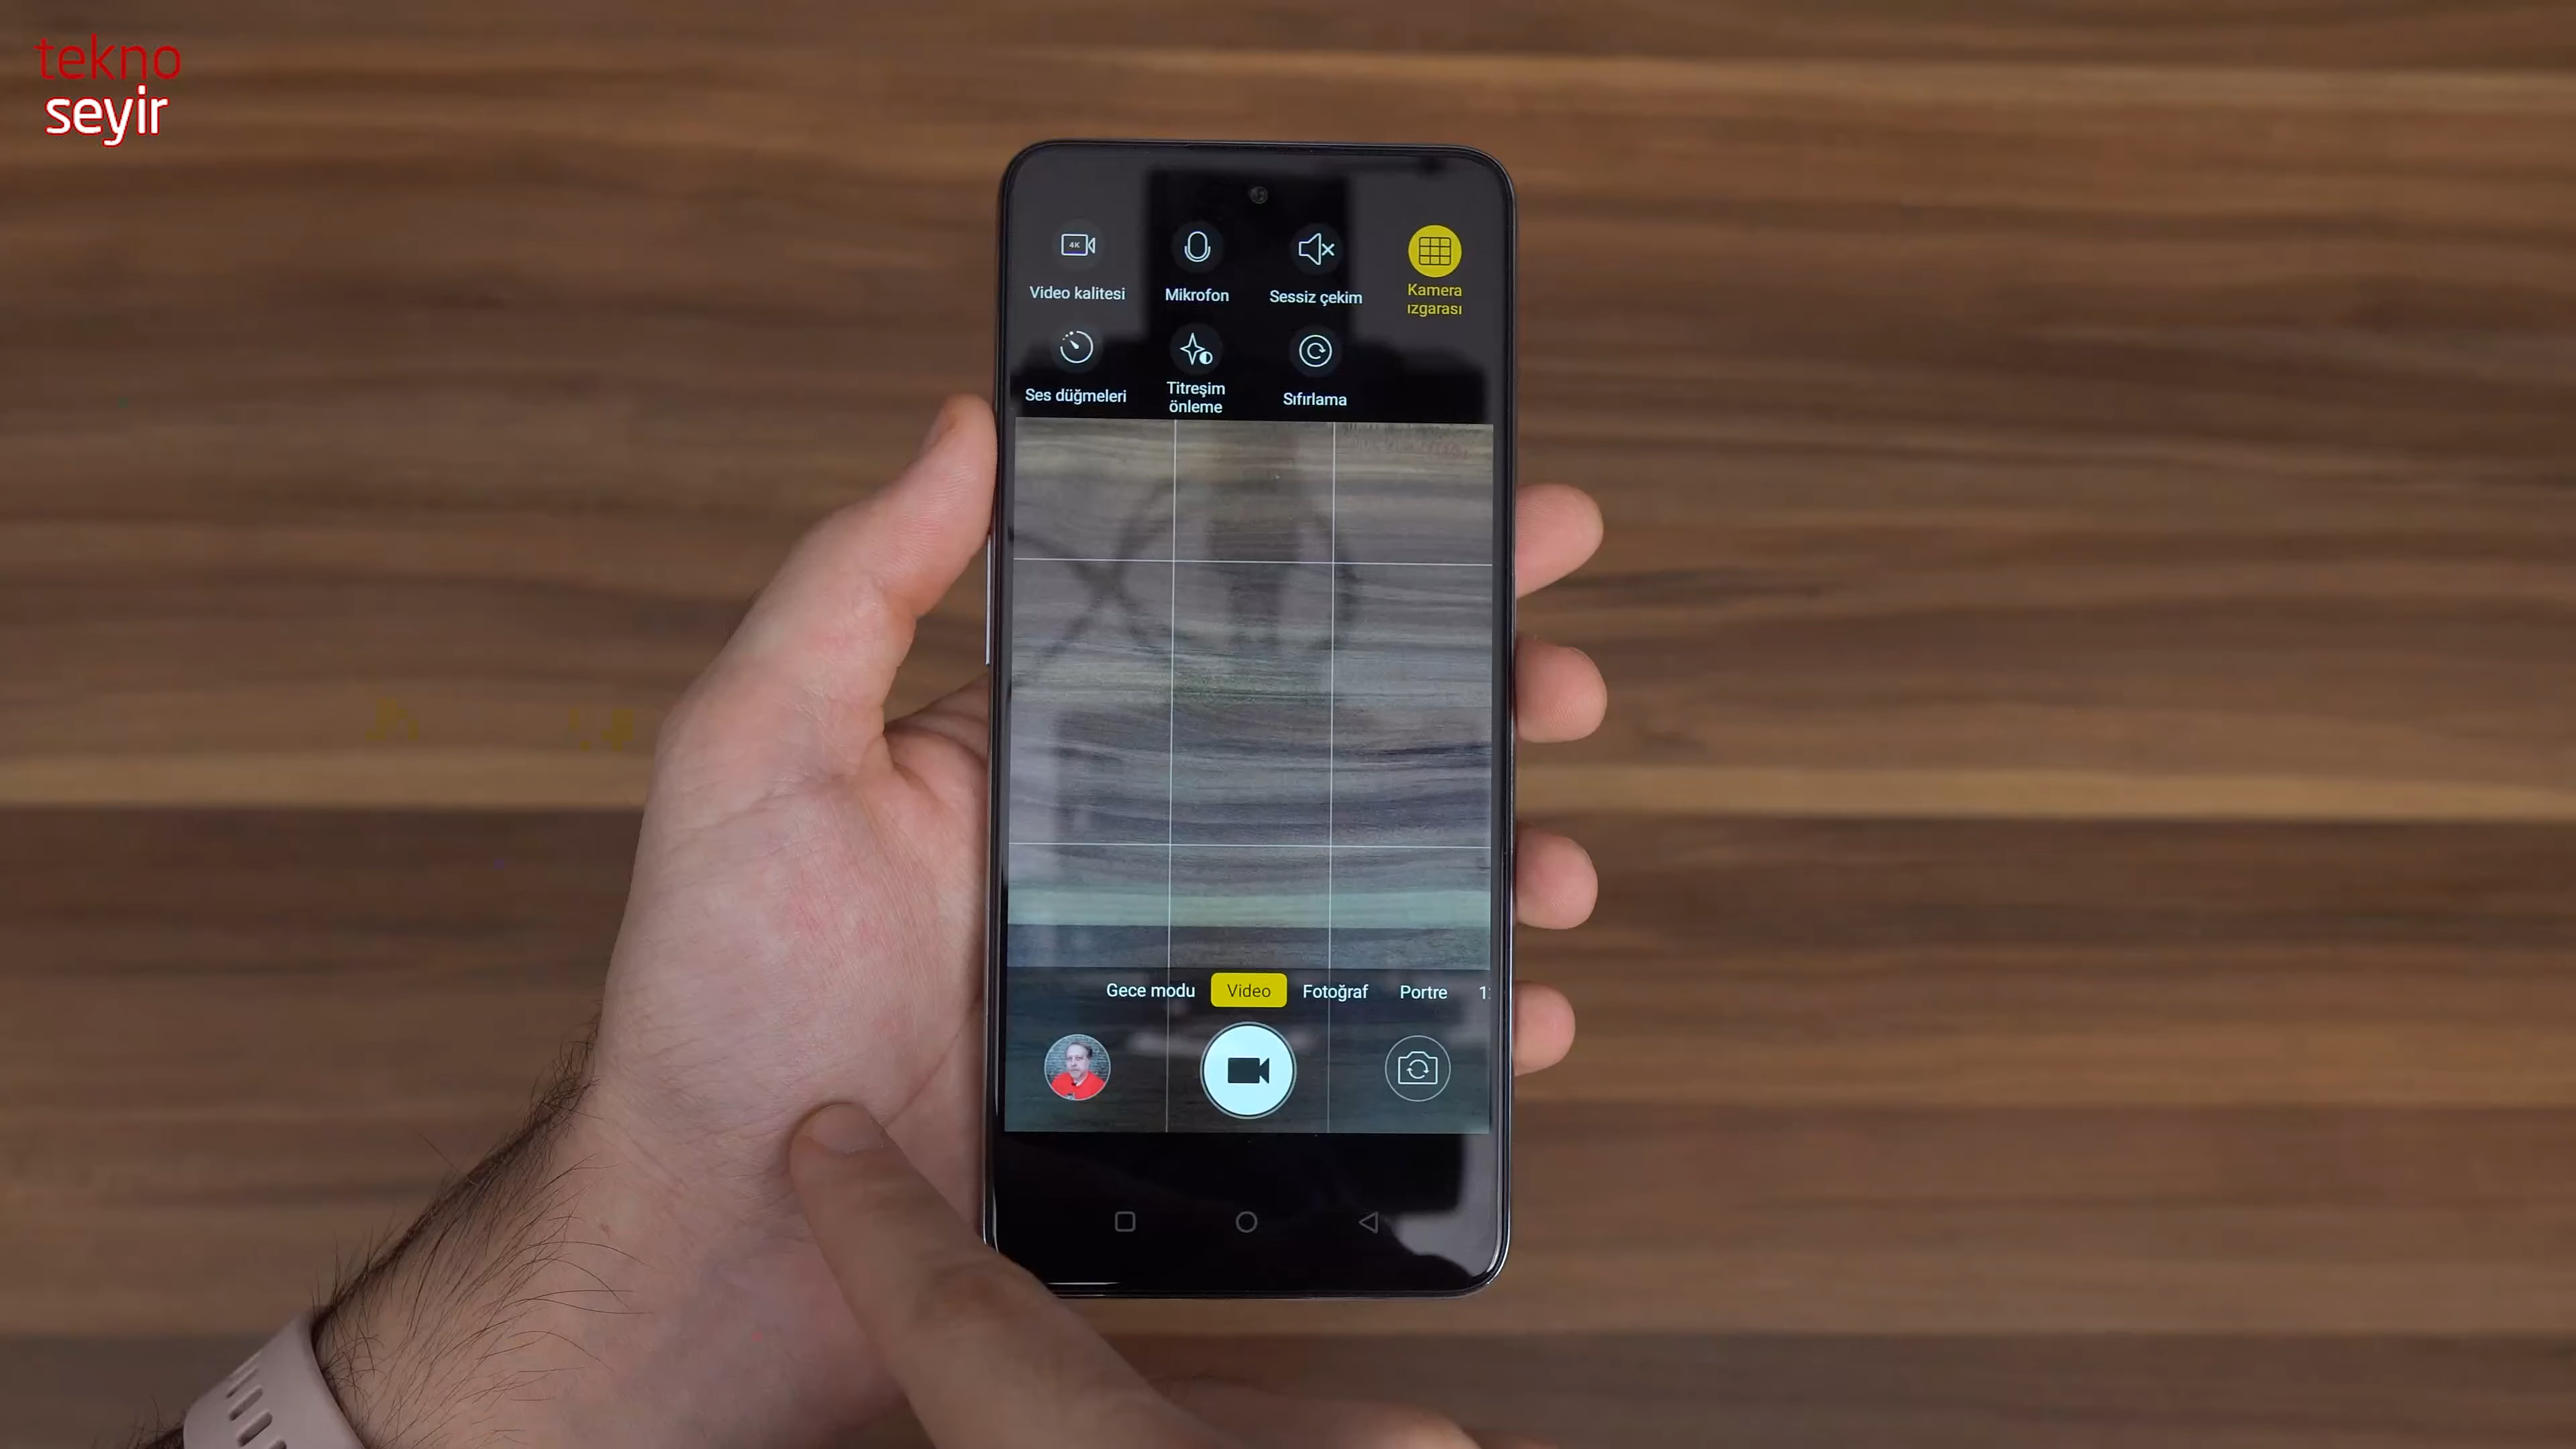 tekno
seyir
4K
Video kalitesi
Mikrofon
Sessiz çekim
Kamera
ızgarası
Ses düğmeleri
Titreşim
önleme
Sıfırlama
Gece modu
Video
Fotoğraf
Portre